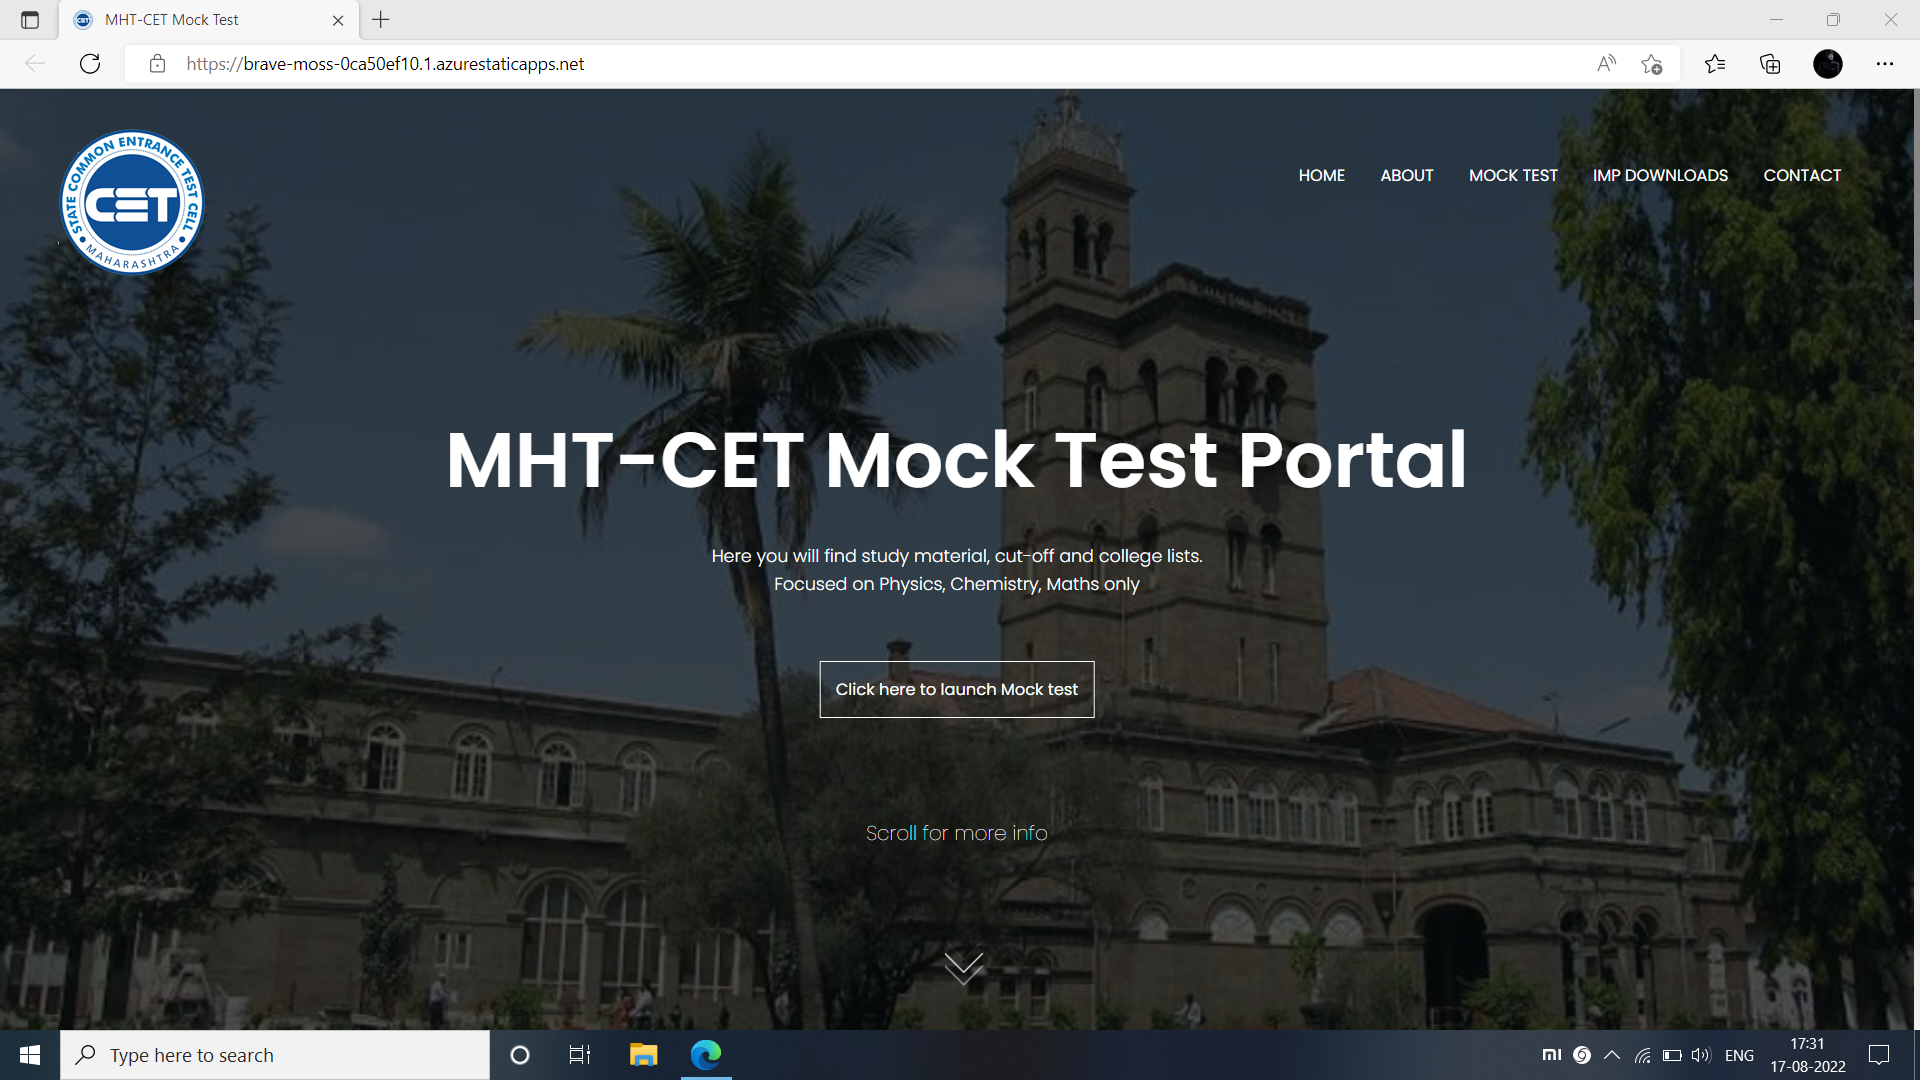 MHT-CET Mock Test
https://brave-moss-0ca50ef10.1.azurestaticapps.net
STATE COMMON ENTRANCE TEST CELL
CET
MAHARASHTRA
HOME ABOUT MOCK TEST IMP DOWNLOADS CONTACT
MHT-CET Mock Test Portal
Here you will find study material, cut-off and college lists.
Focused on Physics, Chemistry, Maths only
Click here to launch Mock test
Scroll for more info
Type here to search
ENG
17:31
17-08-2022